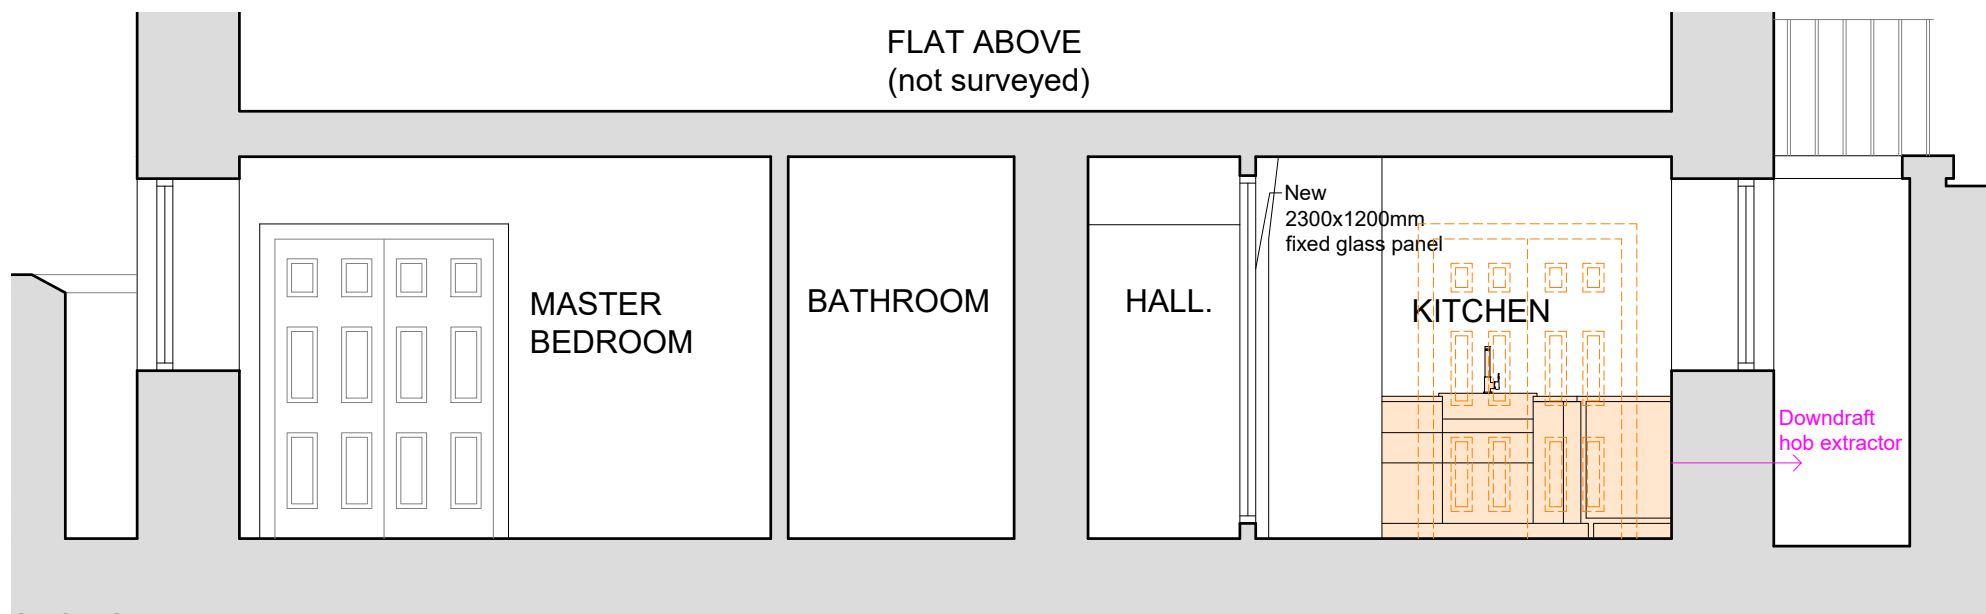 FLAT ABOVE
(not surveyed)
New
2300x1200mm
fixed glass panel
MASTER
BEDROOM
BATHROOM
HALL.
KITCHEN
Downdraft
hob extractor